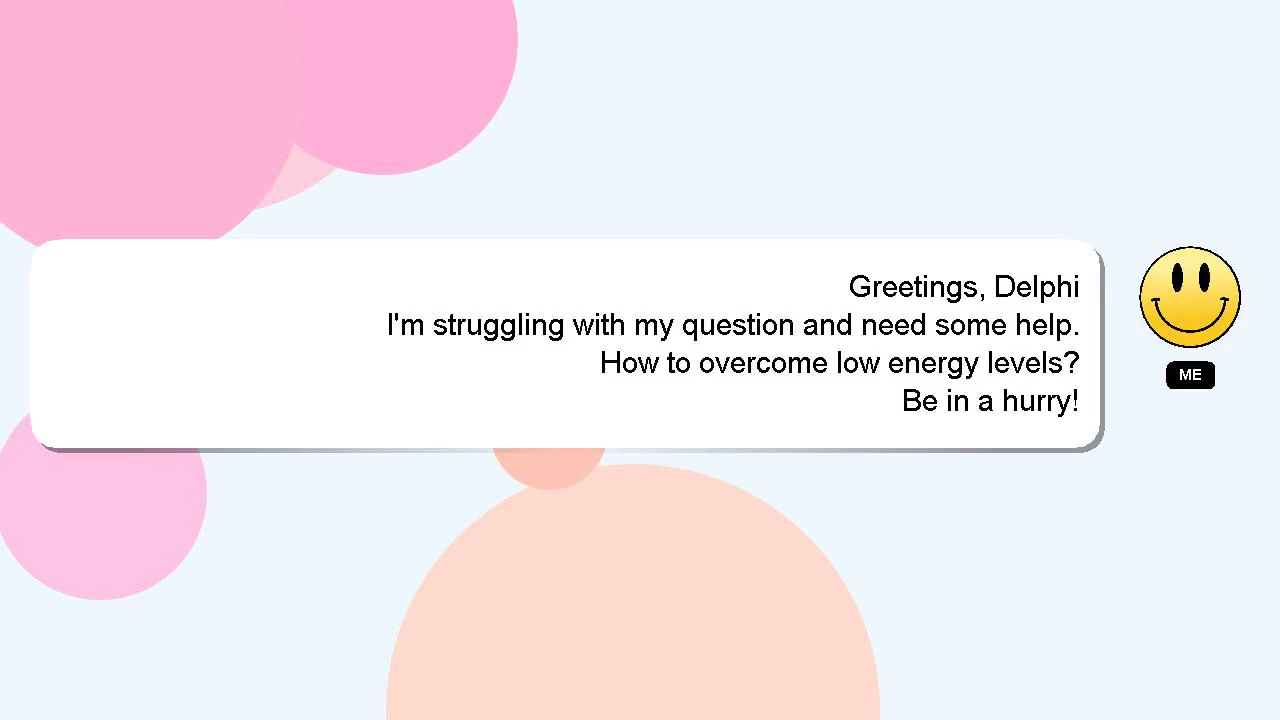 Greetings, Delphi
I'm struggling with my question and need some help.
How to overcome low energy levels?
Be in a hurry!
ME